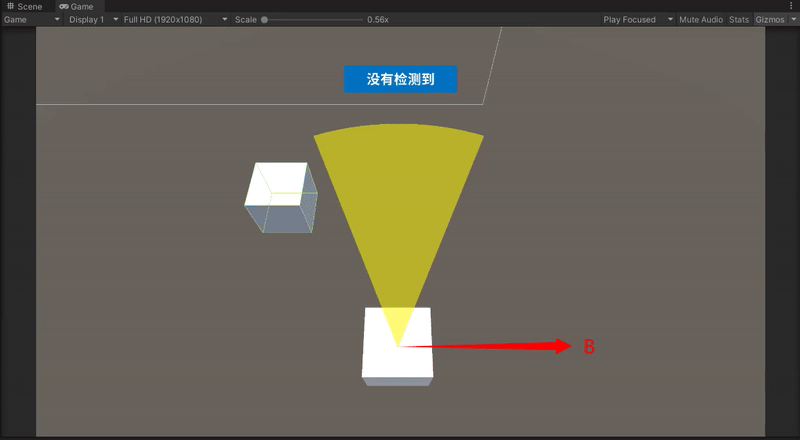 Scene Game
Game Display 1 Full HD (1920x1080) Scale 0.56x Play Focused Mute Audio Stats Gizmos
没有检测到
B